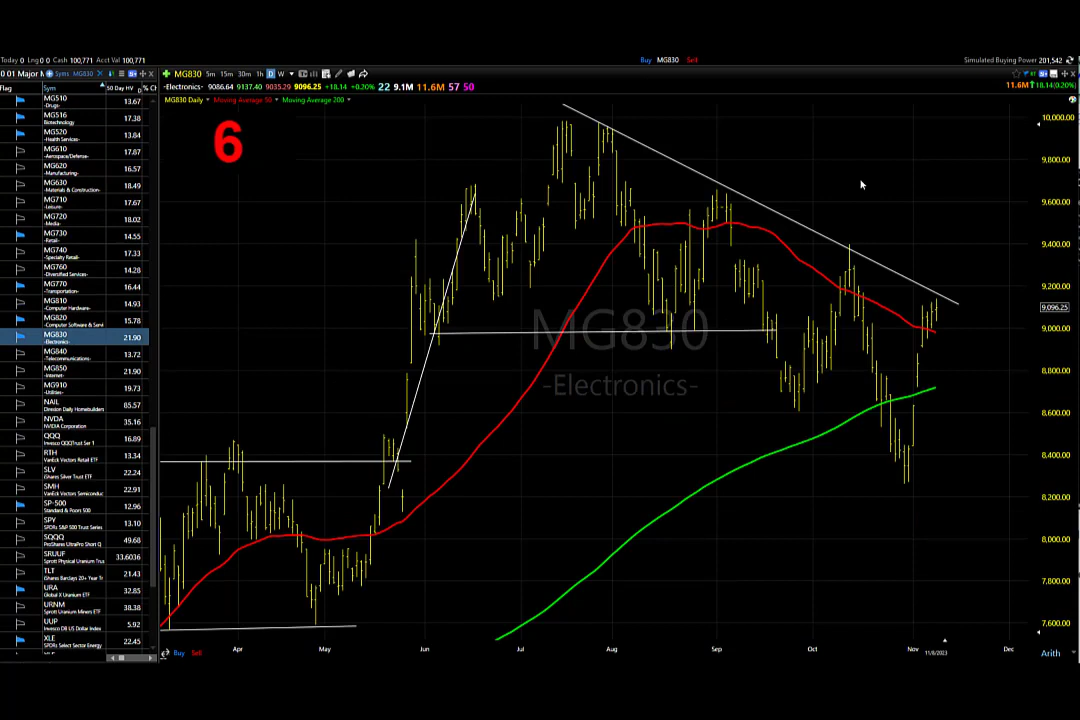 Today 0 Lng 0 0 Cash 100,771 Acct Val 100,771 Buy MG830 Sell Simulated Buying Power 201,542
0 01 Major M Syms MG830
Flag Sym 50 Day HV % Ch
MG510 13.67
-Drugs-
MG516 17.38
Biotechnology
MG520 13.84
-Health Services-
MG610 17.87
-Aerospace/Defense-
MG620 16.57
-Manufacturing-
MG630 18.49
-Materials & Construction-
MG710 17.67
-Leisure-
MG720 18.02
-Media-
MG730 14.55
-Retail-
MG740 17.33
-Specialty Retail-
MG760 14.28
-Diversified Services-
MG770 16.44
-Transportation-
MG810 14.93
-Computer Hardware-
MG820 15.78
-Computer Software & Servi
MG830 21.90
-Electronics-
MG840 13.72
-Telecommunications-
MG850 21.90
-Internet-
MG910 19.73
-Utilities-
NAIL 85.57
Direxion Daily Homebuilders
NVDA 35.16
NVIDIA Corporation
QQQ 16.89
Invesco QQQTrust Ser 1
RTH 13.34
VanEck Vectors Retail ETF
SLV 22.24
iShares Silver Trust ETF
SMH 22.91
VanEck Vectors Semiconduc
SP-500 12.96
Standard & Poors 500
SPY 13.10
SPDRs S&P 500 Trust Series
SQQQ 49.68
ProShares UltraPro Short Q
SRUUF 33.6036
Sprott Physical Uranium Trus
TLT 21.43
iShares Barclays 20+ Year Tr
URA 32.85
Global X Uranium ETF
URNM 38.38
Sprott Uranium Miners ETF
UUP 5.92
Invesco DB US Dollar Index
XLE 22.45
SPDRs Select Sector Energy
MG830 5m 15m 30m 1h D W
-Electronics- 9086.64 9137.40 9035.29 9096.25 +18.14 +0.20% 22 9.1M 11.6M 57 50
11.6M 18.14(0.20%)
MG830 Daily Moving Average 50 Moving Average 200
6
MG830
-Electronics-
10,000.00
9,800.00
9,600.00
9,400.00
9,200.00
9,096.25
9,000.00
8,800.00
8,600.00
8,400.00
8,200.00
8,000.00
7,800.00
7,600.00
Buy Sell Apr May Jun Jul Aug Sep Oct Nov Dec
11/8/2023
Arith